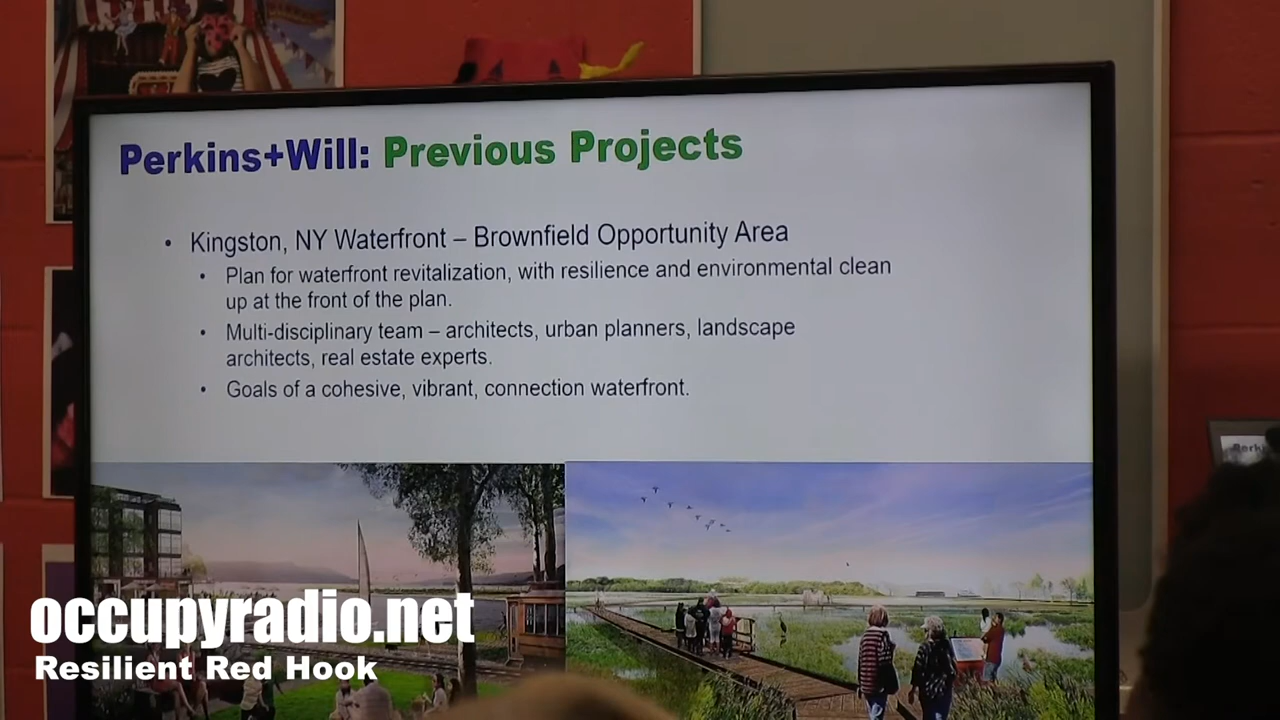 Perkins+Will: Previous Projects
• Kingston, NY Waterfront – Brownfield Opportunity Area
• Plan for waterfront revitalization, with resilience and environmental clean
up at the front of the plan.
• Multi-disciplinary team – architects, urban planners, landscape
architects, real estate experts.
• Goals of a cohesive, vibrant, connection waterfront.
occupyradio.net
Resilient Red Hook